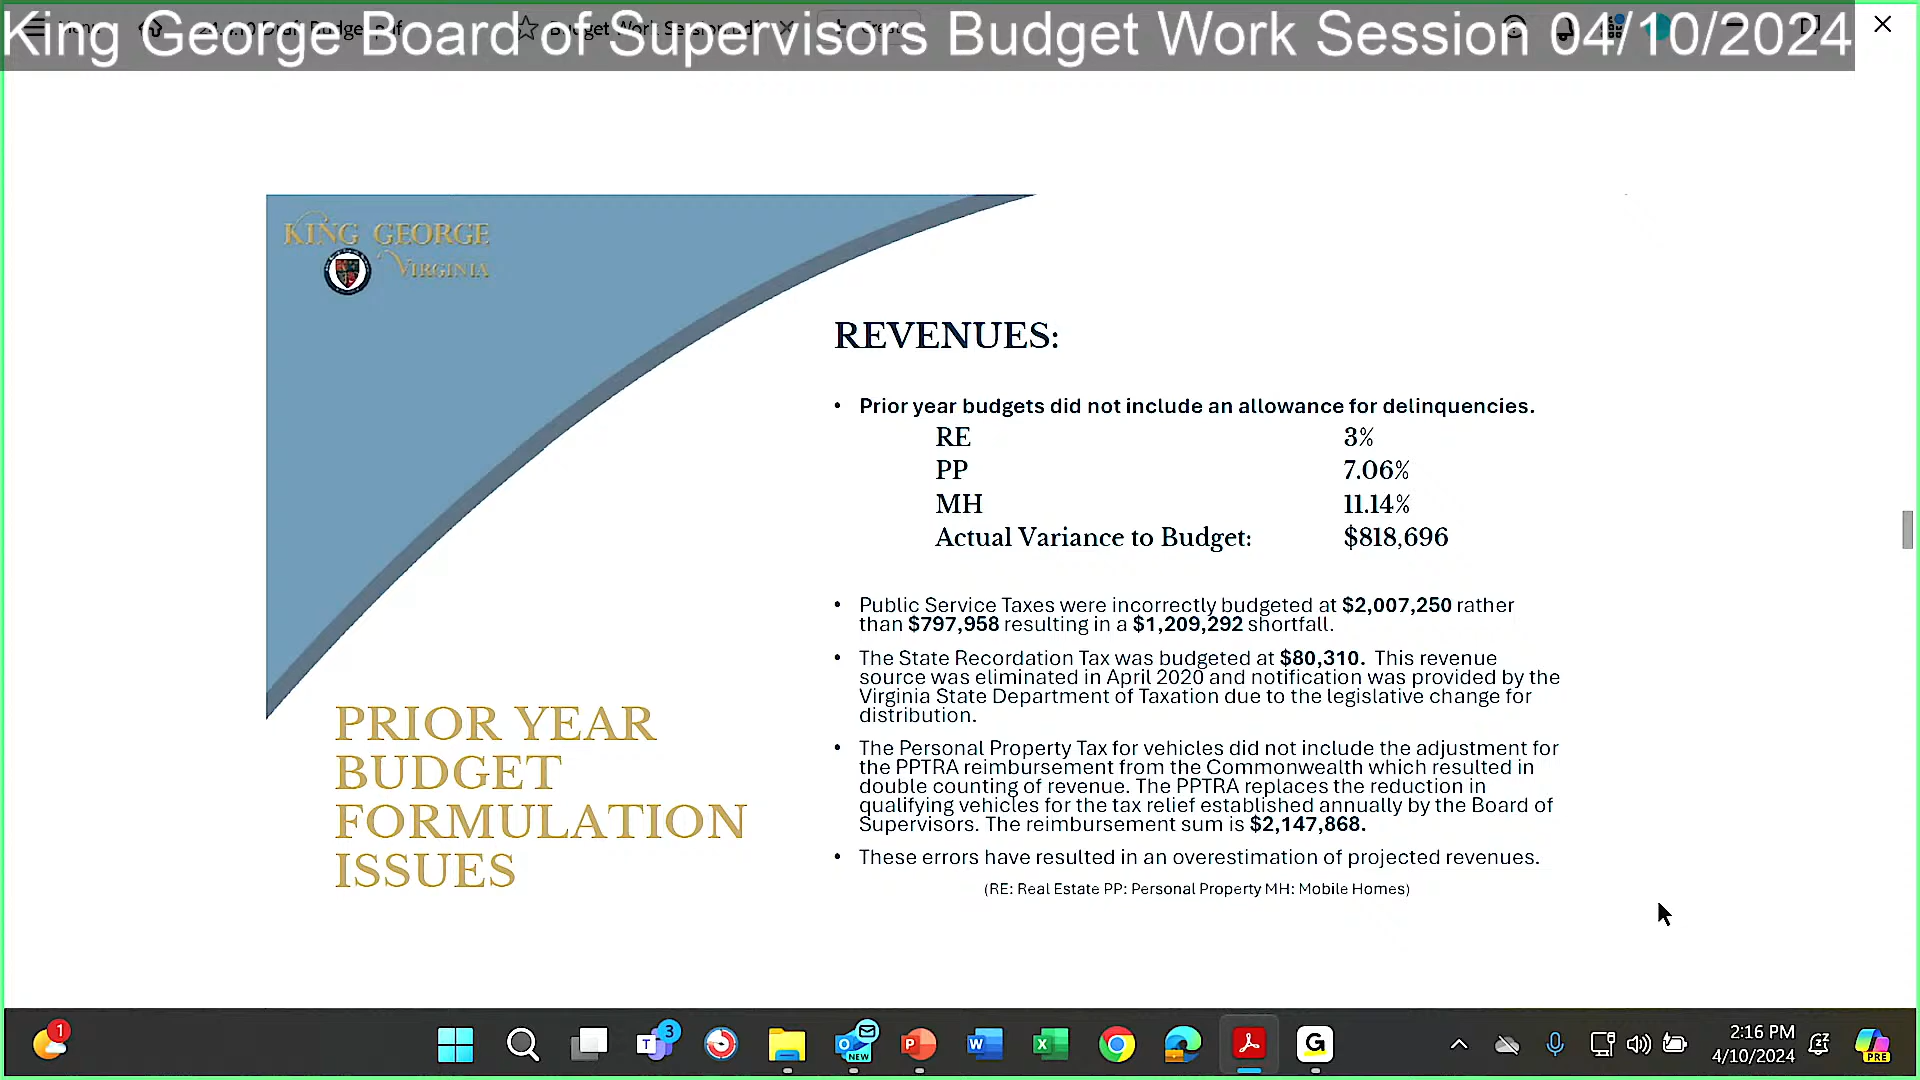 King George Board of Supervisors Budget Work Session 04/10/2024
KING GEORGE
VIRGINIA
REVENUES:
• Prior year budgets did not include an allowance for delinquencies.
RE 3%
PP 7.06%
MH 11.14%
Actual Variance to Budget: $818,696
• Public Service Taxes were incorrectly budgeted at $2,007,250 rather
than $797,958 resulting in a $1,209,292 shortfall.
• The State Recordation Tax was budgeted at $80,310. This revenue
source was eliminated in April 2020 and notification was provided by the
Virginia State Department of Taxation due to the legislative change for
distribution.
• The Personal Property Tax for vehicles did not include the adjustment for
the PPTRA reimbursement from the Commonwealth which resulted in
double counting of revenue. The PPTRA replaces the reduction in
qualifying vehicles for the tax relief established annually by the Board of
Supervisors. The reimbursement sum is $2,147,868.
• These errors have resulted in an overestimation of projected revenues.
(RE: Real Estate PP: Personal Property MH: Mobile Homes)
PRIOR YEAR
BUDGET
FORMULATION
ISSUES
1
3
NEW
2:16 PM
4/10/2024
PRE